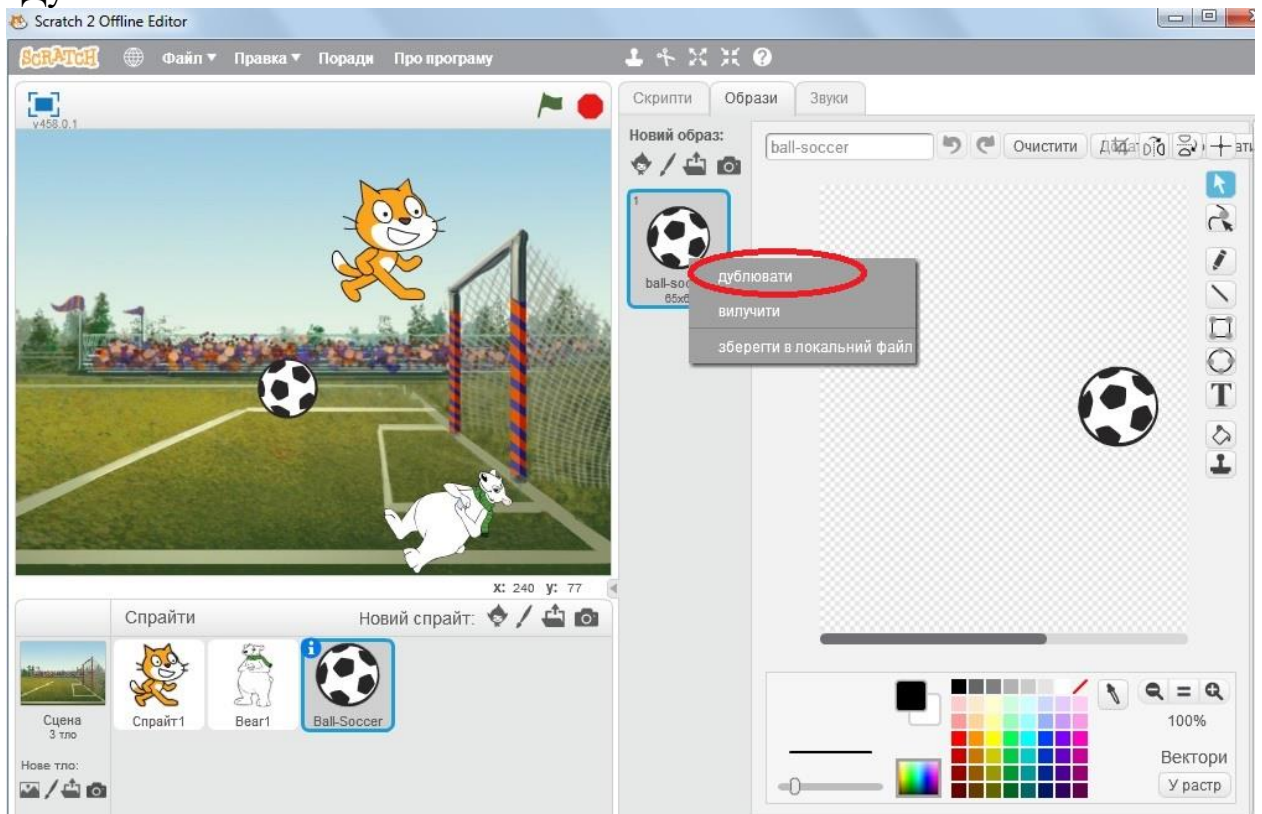 ду
Scratch 2 Offline Editor
SCRATCH Файл Правка Поради Про програму
v458.0.1
Скрипти Образи Звуки
Новий образ:
ball-soccer Очистити
1
65x6
дублювати
вилучити
зберегти в локальний файл
T
x: 240 y: 77
Спрайти Новий спрайт:
Сцена
3 тло
Спрайт1 Bear1 Ball-Soccer
Нове тло:
100%
Вектори
У растр